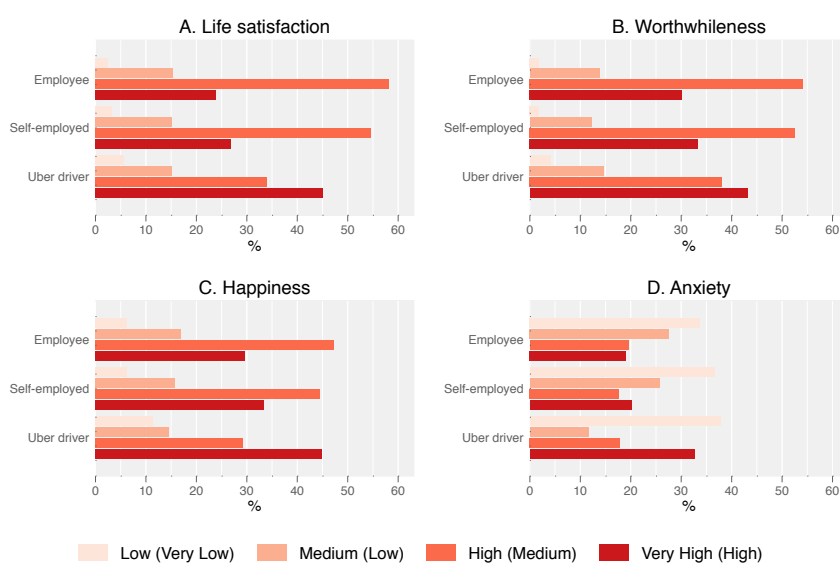 A. Life satisfaction
Employee
Self-employed
Uber driver
0 10 20 30 40 50 60
%
B. Worthwhileness
Employee
Self-employed
Uber driver
0 10 20 30 40 50 60
%
C. Happiness
Employee
Self-employed
Uber driver
0 10 20 30 40 50 60
%
D. Anxiety
Employee
Self-employed
Uber driver
0 10 20 30 40 50 60
%
Low (Very Low) Medium (Low) High (Medium) Very High (High)